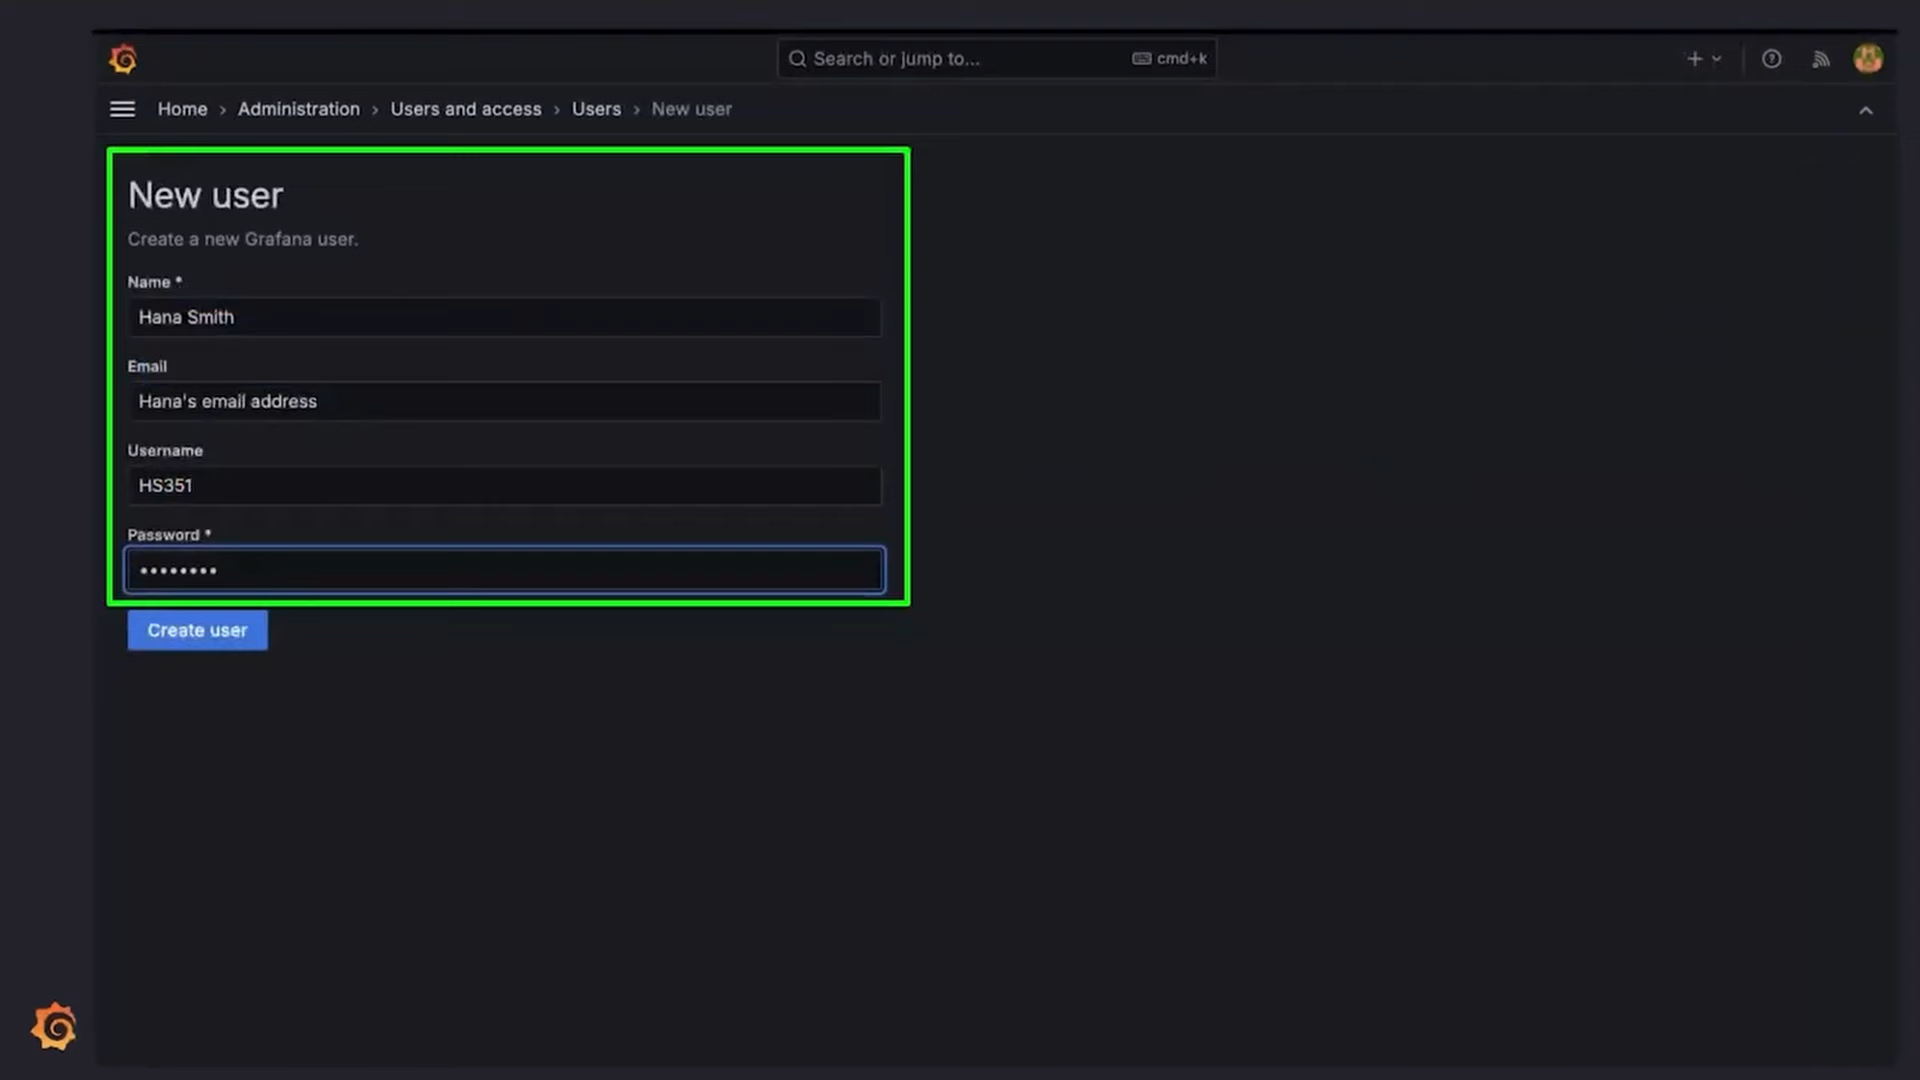 Search or jump to... cmd+k
Home › Administration › Users and access › Users › New user
New user
Create a new Grafana user.
Name *
Hana Smith
Email
Hana's email address
Username
HS351
Password *
••••••••
Create user